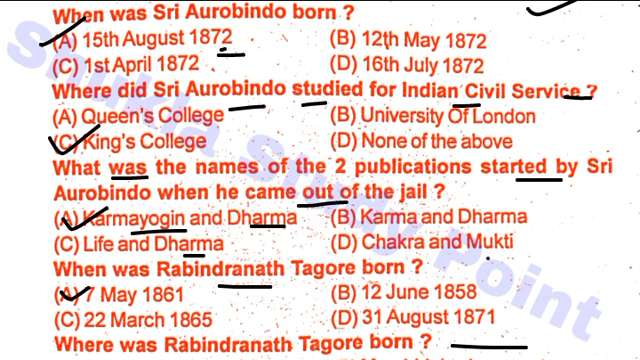 When was Sri Aurobindo born ?
(A) 15th August 1872 (B) 12th May 1872
(C) 1st April 1872 (D) 16th July 1872
Where did Sri Aurobindo studied for Indian Civil Service ?
(A) Queen's College (B) University Of London
(C) King's College (D) None of the above
What was the names of the 2 publications started by Sri
Aurobindo when he came out of the jail ?
(A) Karmayogin and Dharma (B) Karma and Dharma
(C) Life and Dharma (D) Chakra and Mukti
When was Rabindranath Tagore born ?
(A) 7 May 1861 (B) 12 June 1858
(C) 22 March 1865 (D) 31 August 1871
Where was Rabindranath Tagore born ?
Shukla Study Point